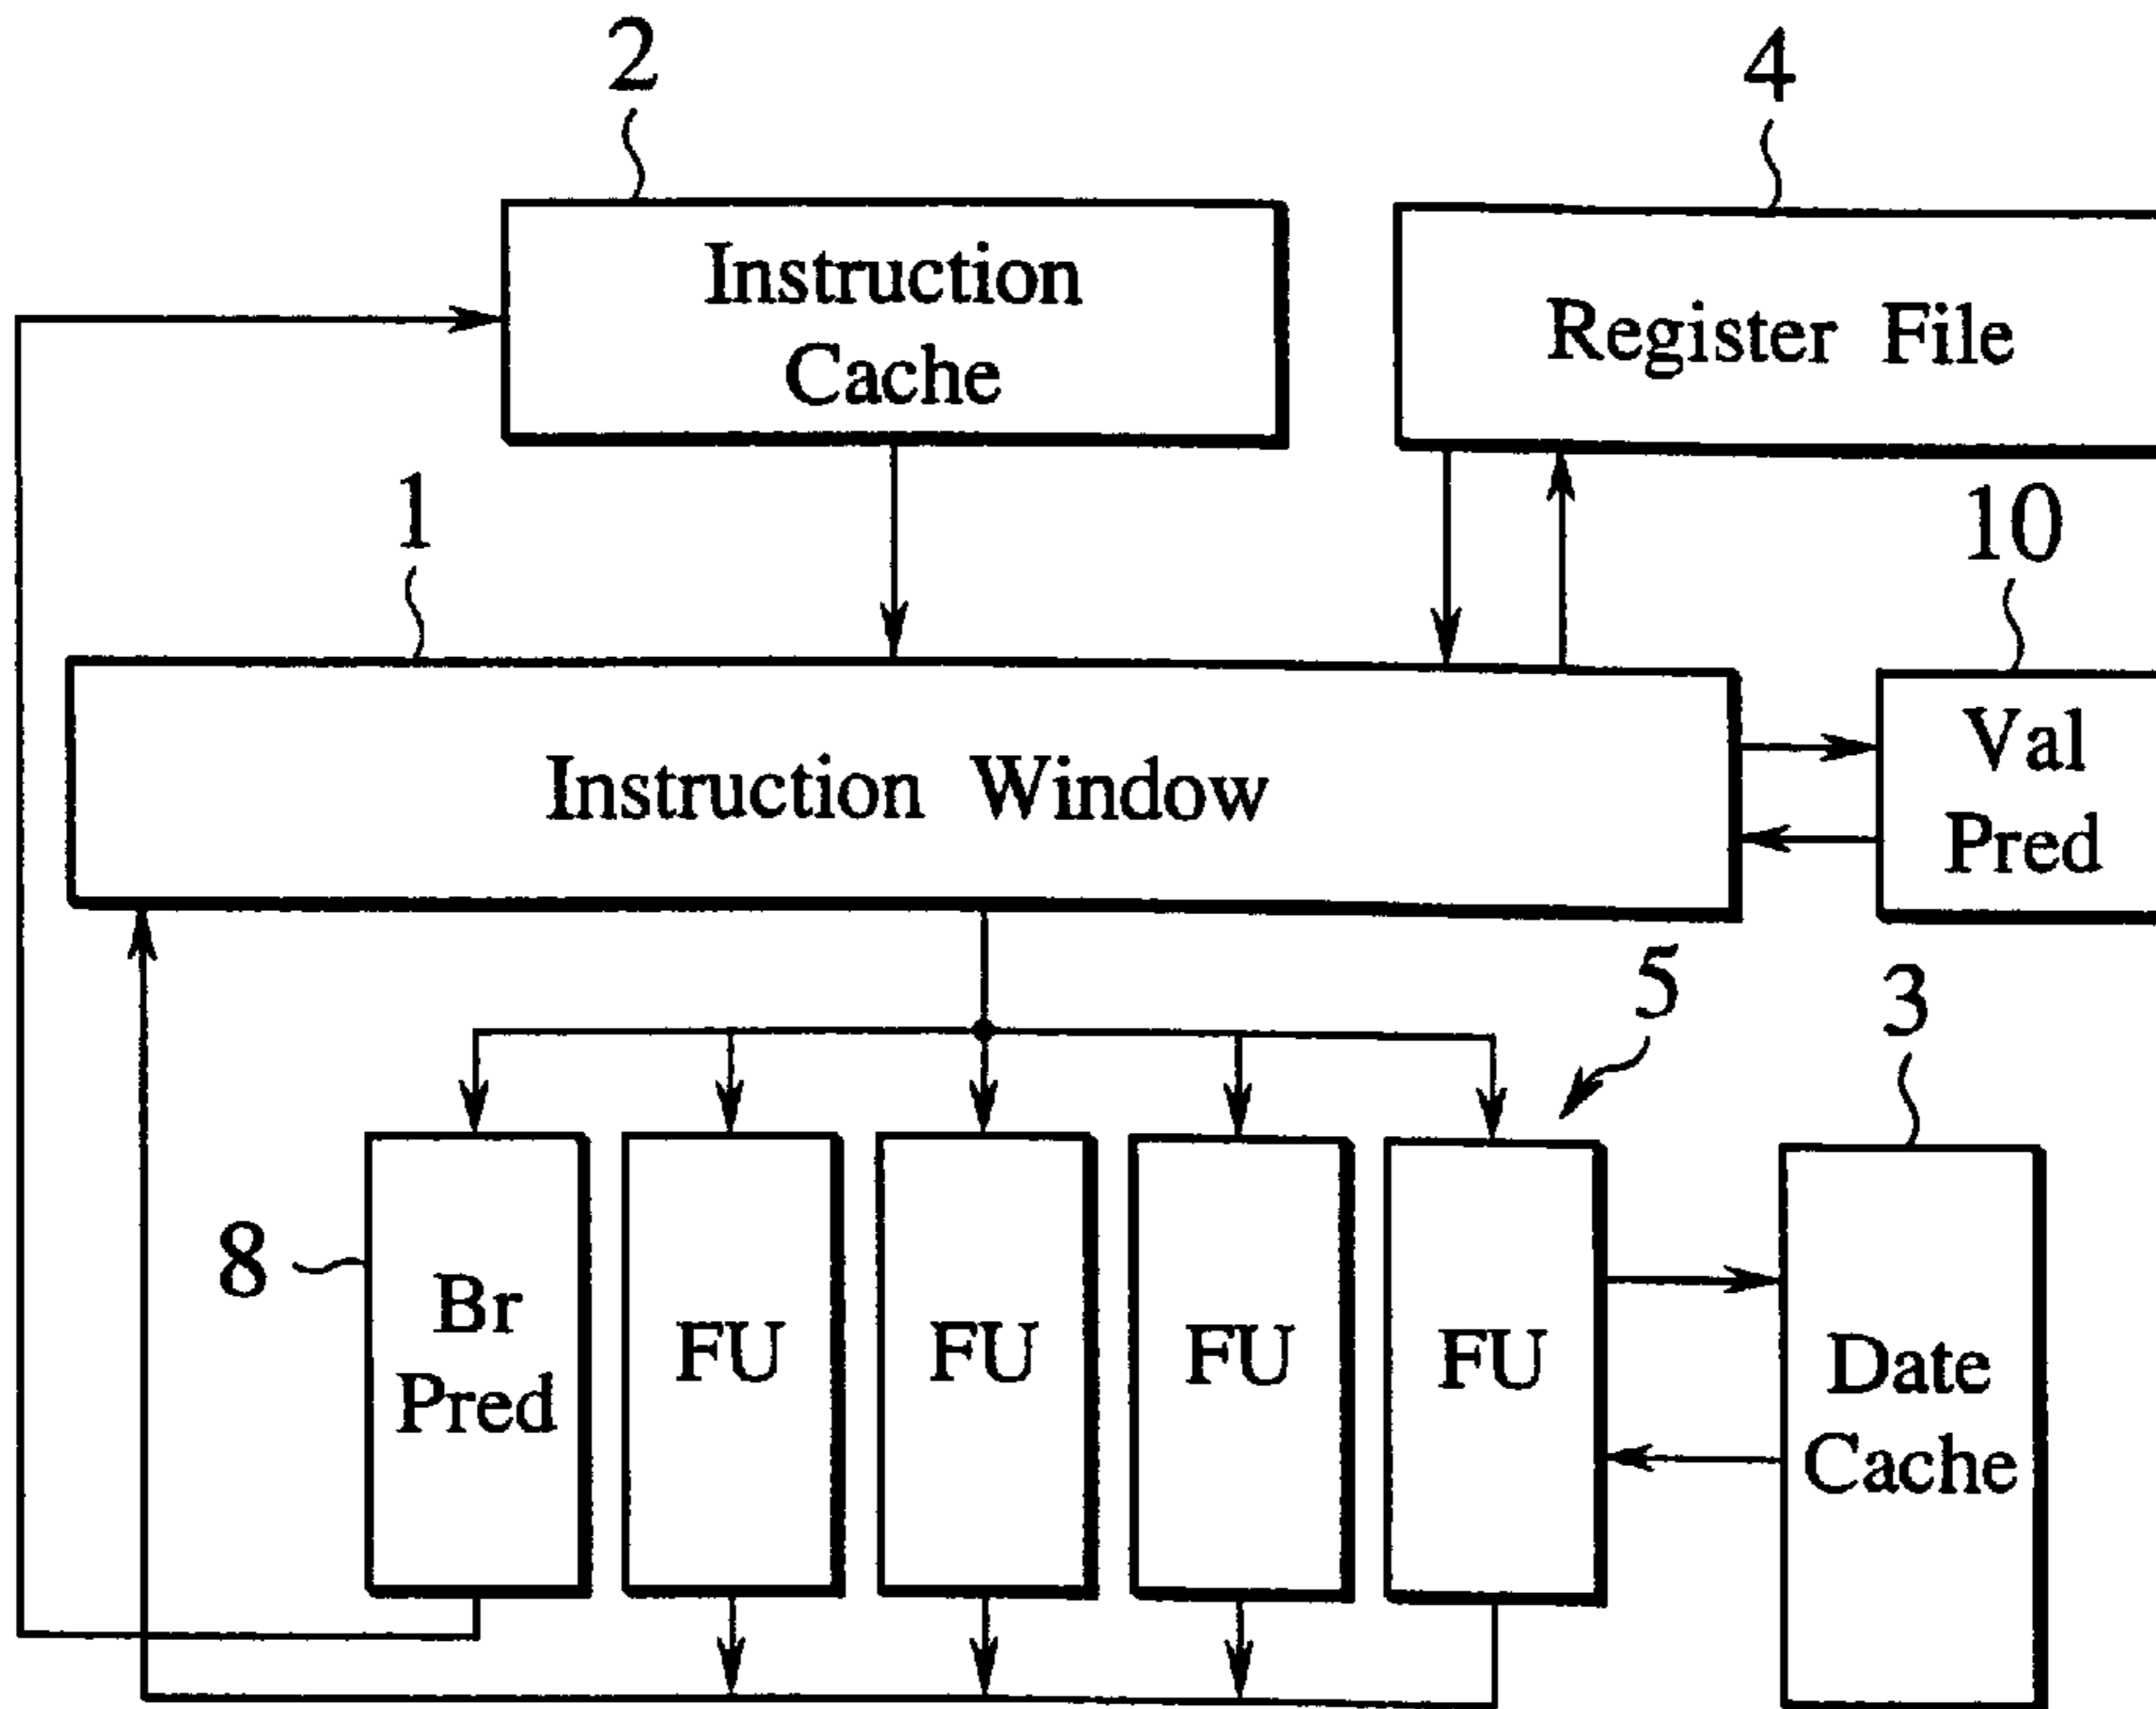 2
4
Instruction
Cache
Register File
1
10
Instruction Window
Val
Pred
5
3
8
Br
Pred
FU
FU
FU
FU
Date
Cache